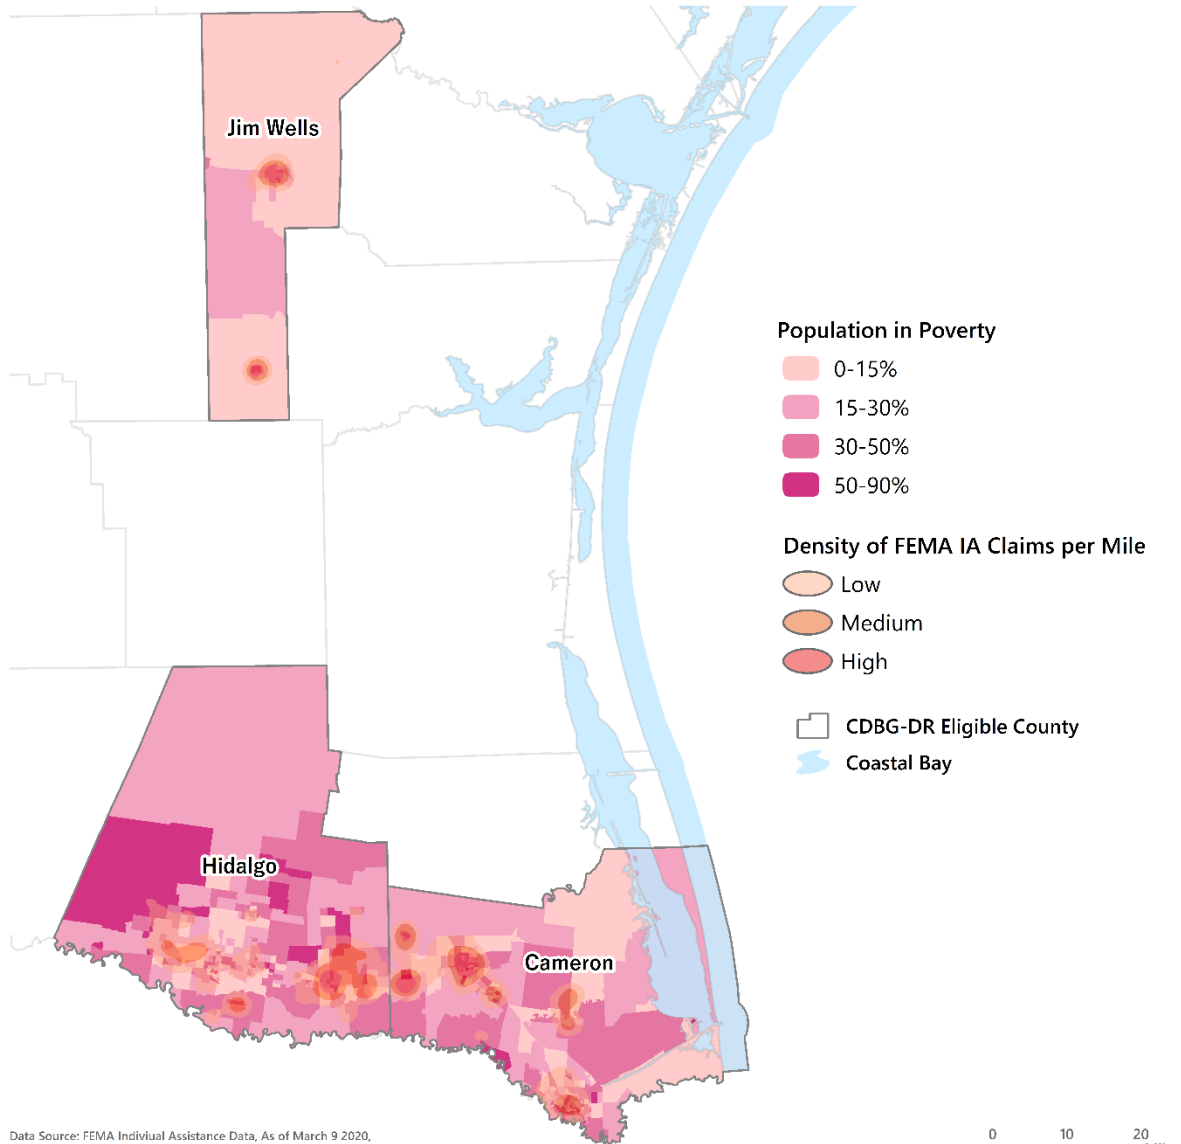 Jim Wells
Population in Poverty
0-15%
15-30%
30-50%
50-90%
Density of FEMA IA Claims per Mile
Low
Medium
High
CDBG-DR Eligible County
Coastal Bay
Hidalgo
Cameron
Data Source: FEMA Indiviual Assistance Data, As of March 9 2020,
0 10 20